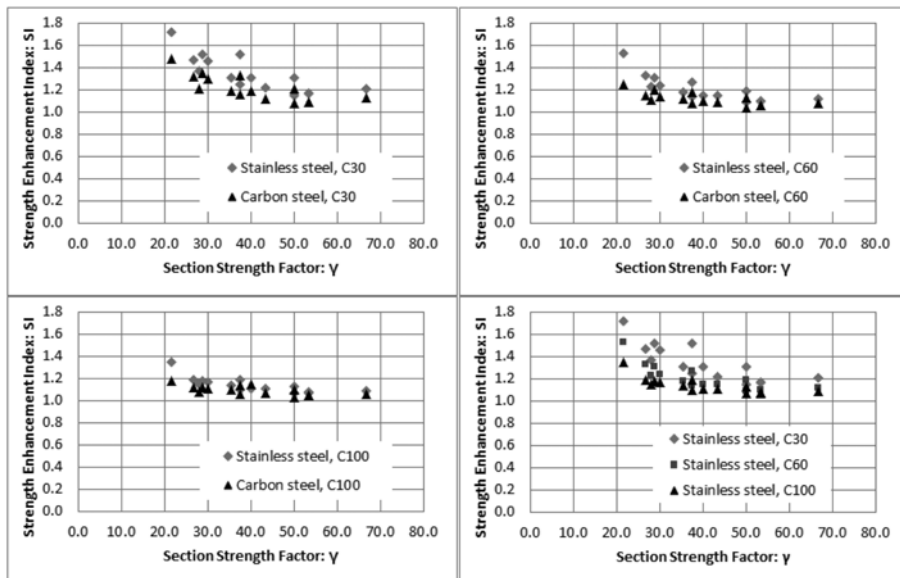 Strength Enhancement Index: SI
1.8
1.6
1.4
1.2
1.0
0.8
0.6
0.4
0.2
0.0
Stainless steel, C30
Carbon steel, C30
0.0 10.0 20.0 30.0 40.0 50.0 60.0 70.0 80.0
Section Strength Factor: γ
Strength Enhancement Index: SI
1.8
1.6
1.4
1.2
1.0
0.8
0.6
0.4
0.2
0.0
Stainless steel, C60
Carbon steel, C60
0.0 10.0 20.0 30.0 40.0 50.0 60.0 70.0 80.0
Section Strength Factor: γ
Strength Enhancement Index: SI
1.8
1.6
1.4
1.2
1.0
0.8
0.6
0.4
0.2
0.0
Stainless steel, C100
Carbon steel, C100
0.0 10.0 20.0 30.0 40.0 50.0 60.0 70.0 80.0
Section Strength Factor: γ
Strength Enhancement Index: SI
1.8
1.6
1.4
1.2
1.0
0.8
0.6
0.4
0.2
0.0
Stainless steel, C30
Stainless steel, C60
Stainless steel, C100
0.0 10.0 20.0 30.0 40.0 50.0 60.0 70.0 80.0
Section Strength Factor: γ